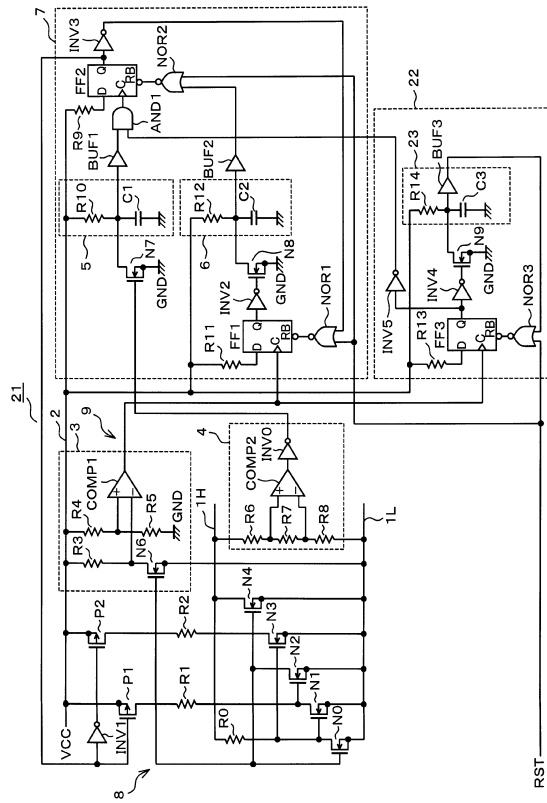 21
2
3
9
VCC
INV1
P1
P2
R1
R2
8
R3
R4
COMP1
+
−
R5
GND
N6
4
COMP2
+
−
INV0
1H
R6
R7
R8
1L
R0
N0
N1
N2
N3
N4
7
R9
D
FF2
Q
C
RB
INV3
NOR2
AND1
BUF1
R10
C1
5
N7
GND
BUF2
R12
C2
6
N8
GND
INV2
R11
D
FF1
Q
C
RB
NOR1
22
23
BUF3
R14
C3
N9
GND
INV4
INV5
R13
D
FF3
Q
C
RB
NOR3
RST